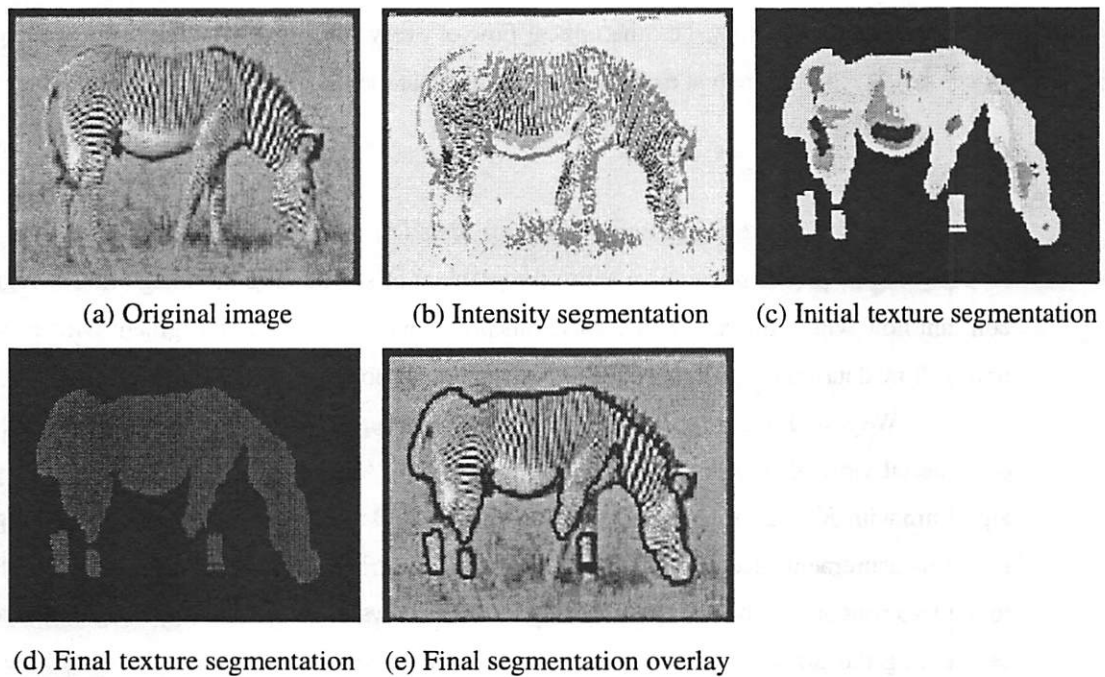 (a) Original image
(b) Intensity segmentation
(c) Initial texture segmentation
(d) Final texture segmentation
(e) Final segmentation overlay